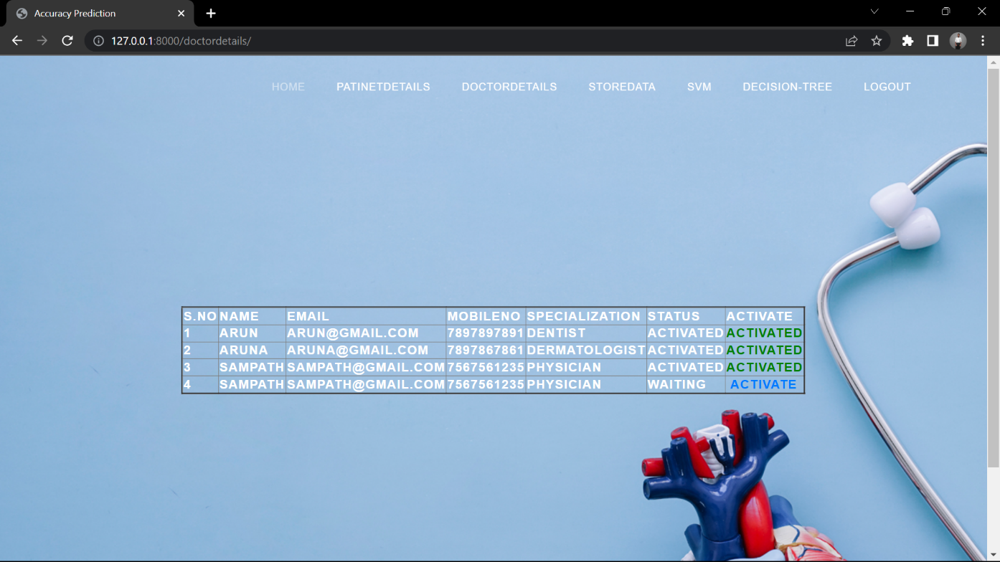 Accuracy Prediction
127.0.0.1:8000/doctordetails/
HOME PATINETDETAILS DOCTORDETAILS STOREDATA SVM DECISION-TREE LOGOUT
S.NO NAME EMAIL MOBILENO SPECIALIZATION STATUS ACTIVATE
1 ARUN ARUN@GMAIL.COM 7897897891 DENTIST ACTIVATED ACTIVATED
2 ARUNA ARUNA@GMAIL.COM 7897867861 DERMATOLOGIST ACTIVATED ACTIVATED
3 SAMPATH SAMPATH@GMAIL.COM 7567561235 PHYSICIAN ACTIVATED ACTIVATED
4 SAMPATH SAMPATH@GMAIL.COM 7567561235 PHYSICIAN WAITING ACTIVATE